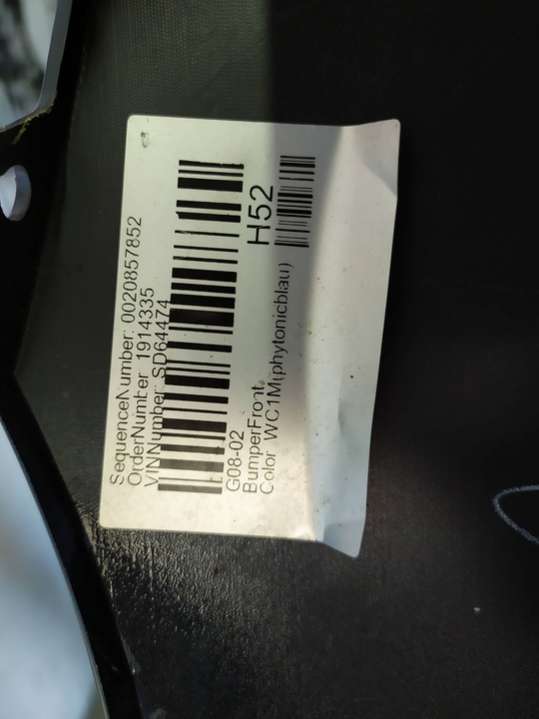 SequenceNumber: 0020857852
OrderNumber 1914335
VINNumber: SD64474
H52
G08-02
BumperFront
Color WC1M(phytonicblau)